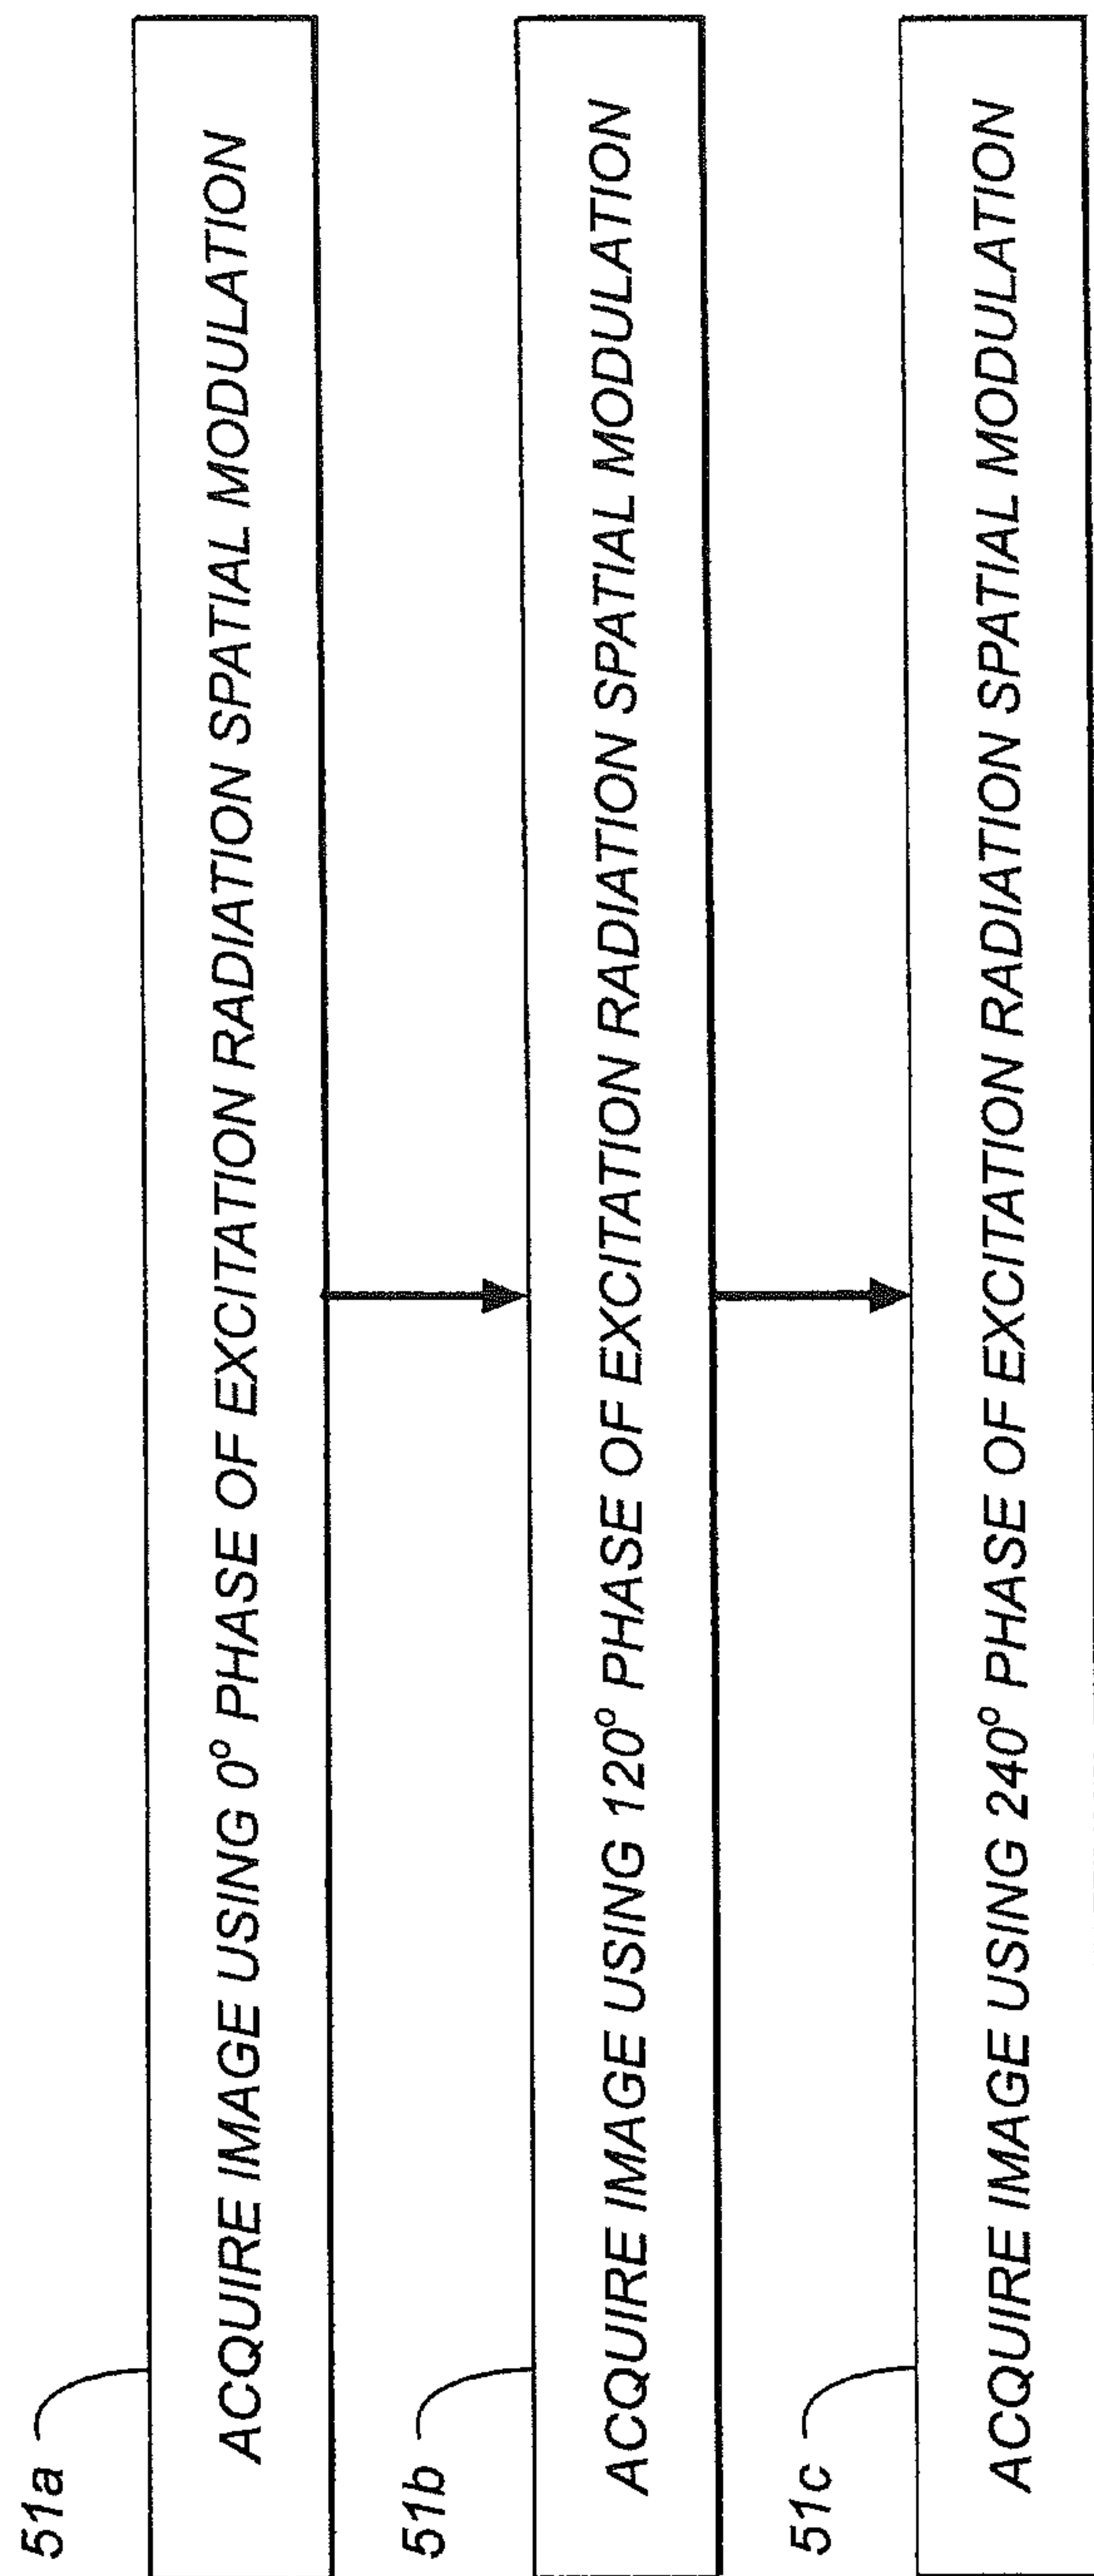 51a
ACQUIRE IMAGE USING 0° PHASE OF EXCITATION RADIATION SPATIAL MODULATION
51b
ACQUIRE IMAGE USING 120° PHASE OF EXCITATION RADIATION SPATIAL MODULATION
51c
ACQUIRE IMAGE USING 240° PHASE OF EXCITATION RADIATION SPATIAL MODULATION